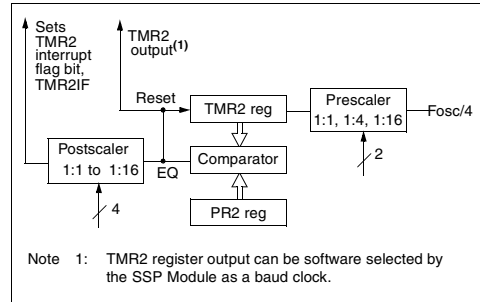 Sets
TMR2
interrupt
flag bit,
TMR2IF
TMR2
output(1)
Reset
TMR2 reg
Prescaler
1:1, 1:4, 1:16
Fosc/4
2
Postscaler
1:1 to 1:16
EQ
Comparator
4
PR2 reg
Note 1: TMR2 register output can be software selected by
the SSP Module as a baud clock.